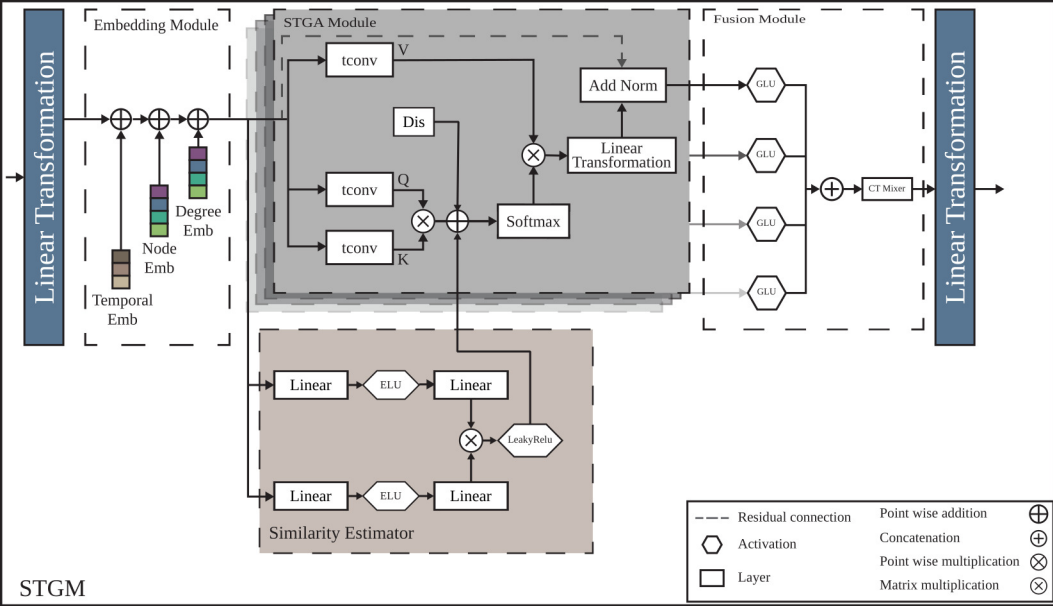 Linear Transformation
Embedding Module
Temporal
Emb
Node
Emb
Degree
Emb
STGA Module
tconv
V
Dis
tconv
Q
tconv
K
Softmax
Add Norm
Linear
Transformation
Fusion Module
GLU
GLU
GLU
GLU
CT Mixer
Linear Transformation
Linear
ELU
Linear
LeakyRelu
Linear
ELU
Linear
Similarity Estimator
Residual connection
Activation
Layer
Point wise addition
Concatenation
Point wise multiplication
Matrix multiplication
STGM